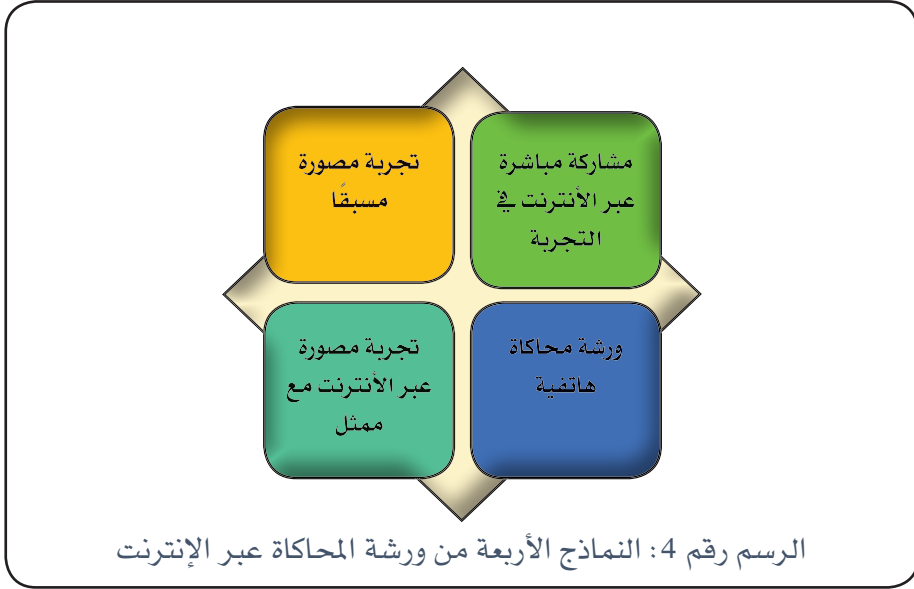 مشاركة مباشرة
عبر الأنترنت في
التجربة
تجربة مصورة
مسبقًا
ورشة محاكاة
هاتفية
تجربة مصورة
عبر الأنترنت مع
ممثل
الرسم رقم 4: النماذج الأربعة من ورشة المحاكاة عبر الإنترنت